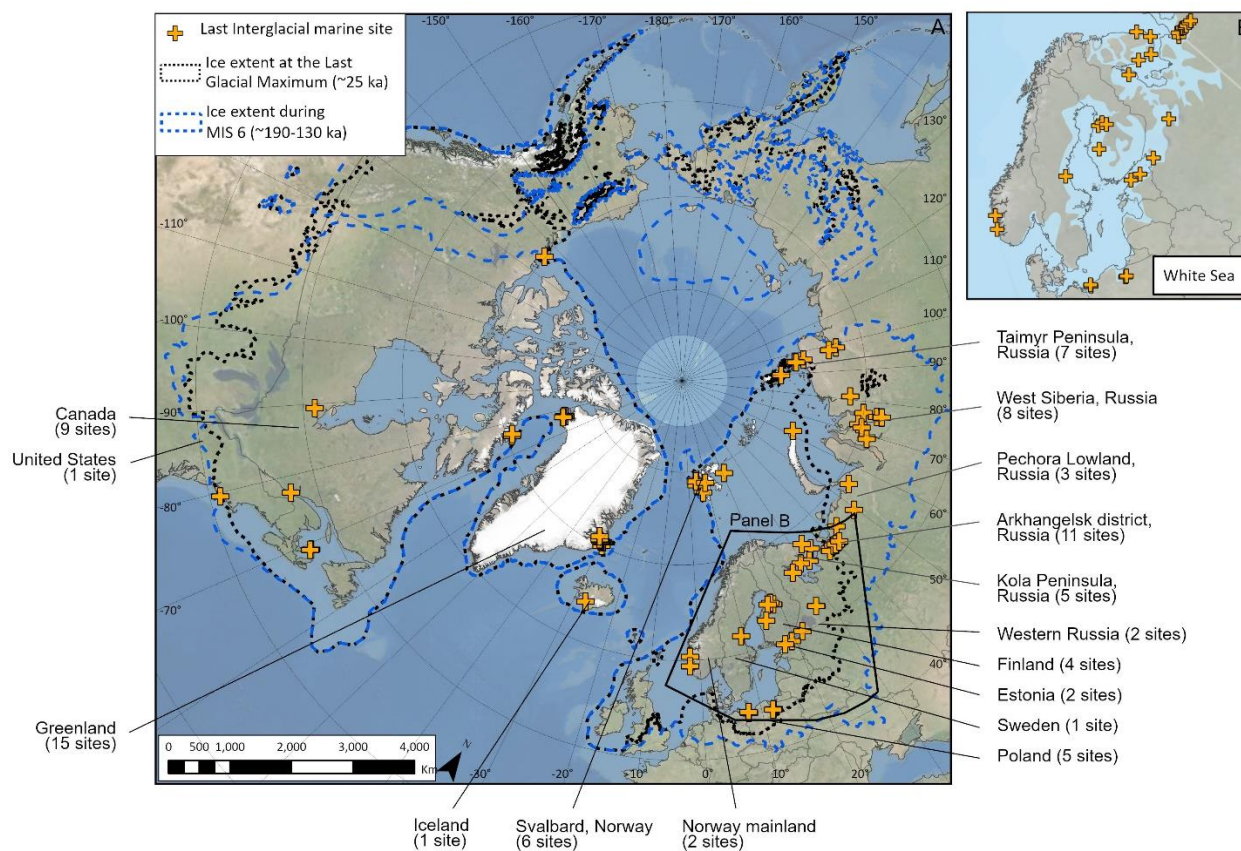 Last Interglacial marine site
Ice extent at the Last
Glacial Maximum (~25 ka)
Ice extent during
MIS 6 (~190-130 ka)
A
-150°
-160°
-170°
-180°
170°
160°
150°
-130°
-120°
-110°
-100°
-90°
-80°
-70°
130°
120°
110°
100°
90°
80°
70°
60°
50°
40°
-30°
-20°
-10°
0°
10°
20°
Panel B
White Sea
Canada
(9 sites)
United States
(1 site)
Greenland
(15 sites)
0 500 1,000 2,000 3,000 4,000
Km
N
Iceland
(1 site)
Svalbard, Norway
(6 sites)
Norway mainland
(2 sites)
Taimyr Peninsula,
Russia (7 sites)
West Siberia, Russia
(8 sites)
Pechora Lowland,
Russia (3 sites)
Arkhangelsk district,
Russia (11 sites)
Kola Peninsula,
Russia (5 sites)
Western Russia (2 sites)
Finland (4 sites)
Estonia (2 sites)
Sweden (1 site)
Poland (5 sites)